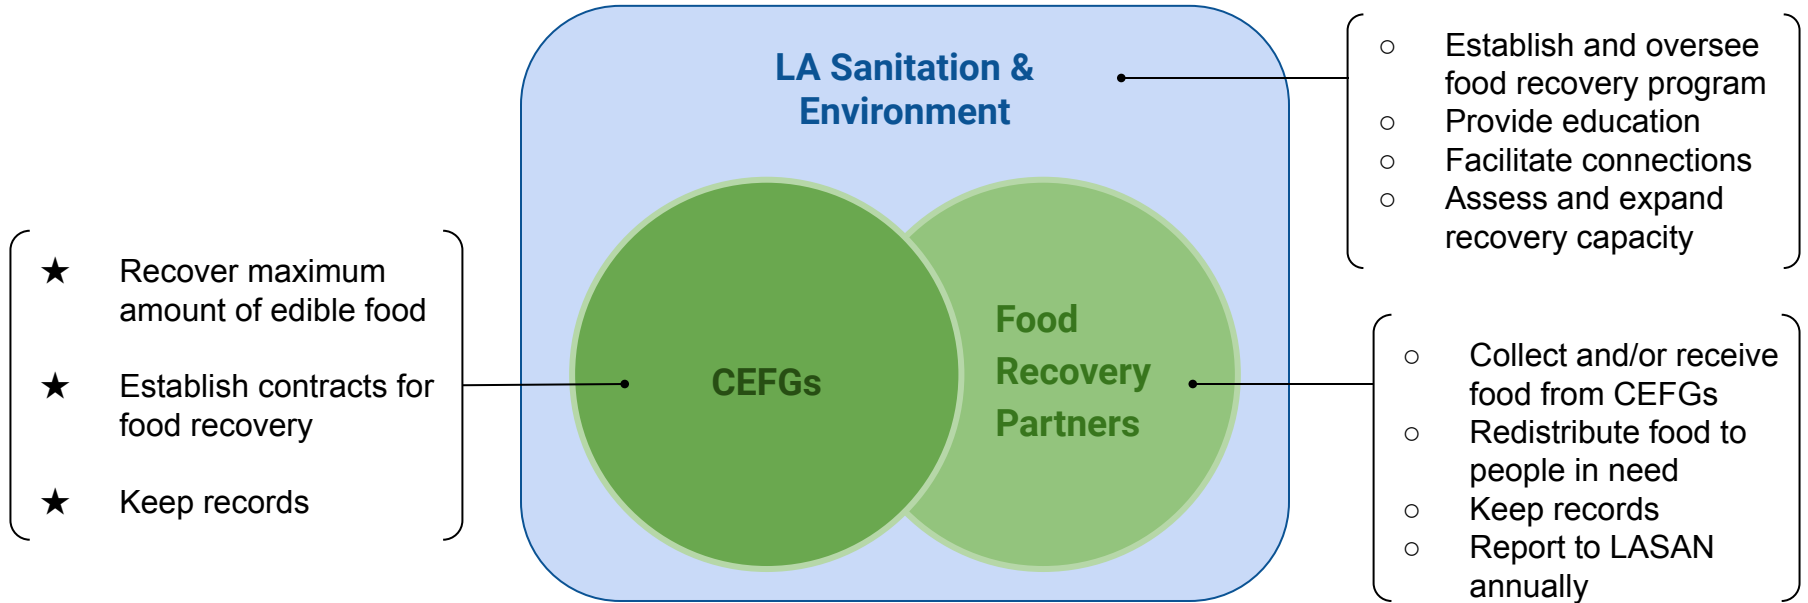 LA Sanitation &
Environment
○ Establish and oversee
food recovery program
○ Provide education
○ Facilitate connections
○ Assess and expand
recovery capacity
★ Recover maximum
amount of edible food
★ Establish contracts for
food recovery
★ Keep records
CEFGs
Food
Recovery
Partners
○ Collect and/or receive
food from CEFGs
○ Redistribute food to
people in need
○ Keep records
○ Report to LASAN
annually